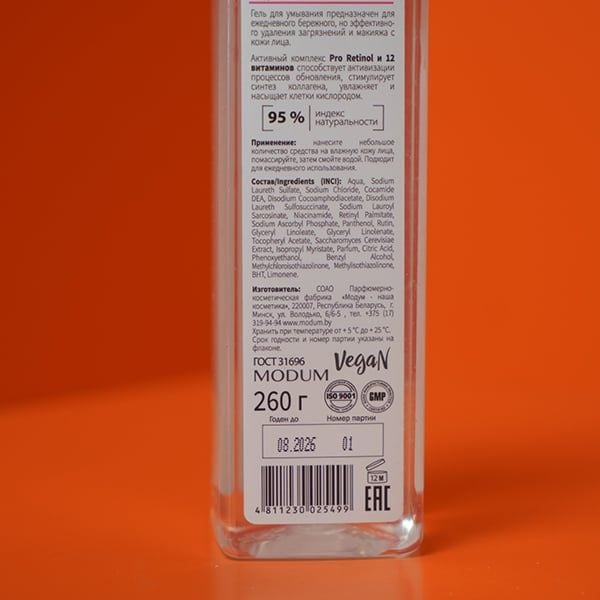 Гель для умывания предназначен для
ежедневного бережного, но эффективно-
го удаления загрязнений и макияжа с
кожи лица.
Активный комплекс Pro Retinol и 12
витаминов способствует активизации
процессов обновления, стимулирует
синтез коллагена, увлажняет и
насыщает клетки кислородом.
95 % индекс
натуральности
Применение: нанесите небольшое
количество средства на влажную кожу лица,
помассируйте, затем смойте водой. Подходит
для ежедневного использования.
Состав/Ingredients (INCI): Aqua, Sodium
Laureth Sulfate, Sodium Chloride, Cocamide
DEA, Disodium Cocoamphodiacetate, Disodium
Laureth Sulfosuccinate, Sodium Lauroyl
Sarcosinate, Niacinamide, Retinyl Palmitate,
Sodium Ascorbyl Phosphate, Panthenol, Rutin,
Glyceryl Linoleate, Glyceryl Linolenate,
Tocopheryl Acetate, Saccharomyces Cerevisiae
Extract, Isopropyl Myristate, Parfum, Citric Acid,
Phenoxyethanol, Benzyl Alcohol,
Methylchloroisothiazolinone, Methylisothiazolinone,
BHT, Limonene.
Изготовитель: СОАО Парфюмерно-
косметическая фабрика «Модум - наша
косметика», 220007, Республика Беларусь, г.
Минск, ул. Володько, 6/6-5 , тел. +375 (17)
319-94-94 www.modum.by
Хранить при температуре от + 5 °С до + 25 °С.
Срок годности и номер партии указаны на
флаконе.
ГОСТ 31696 VegaN
MODUM
260 г ISO 9001 GMP
Годен до Номер партии
08.2026 01
12 M
4 811230 025499 EAC